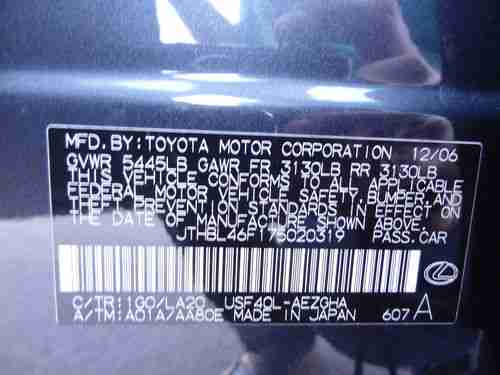 MFD. BY: TOYOTA MOTOR CORPORATION 12/06
GVWR 5445LB GAWR FR 3130LB RR 3130LB
THIS VEHICLE CONFORMS TO ALL APPLICABLE
FEDERAL MOTOR VEHICLE SAFETY, BUMPER, AND
THEFT PREVENTION STANDARDS IN EFFECT ON
THE DATE OF MANUFACTURE SHOWN ABOVE.
JTHBL46F175020319 PASS. CAR
C/TR: 1G0/LA20 USF40L-AEZGHA
A/TM: A01A/AA80E MADE IN JAPAN 607 A